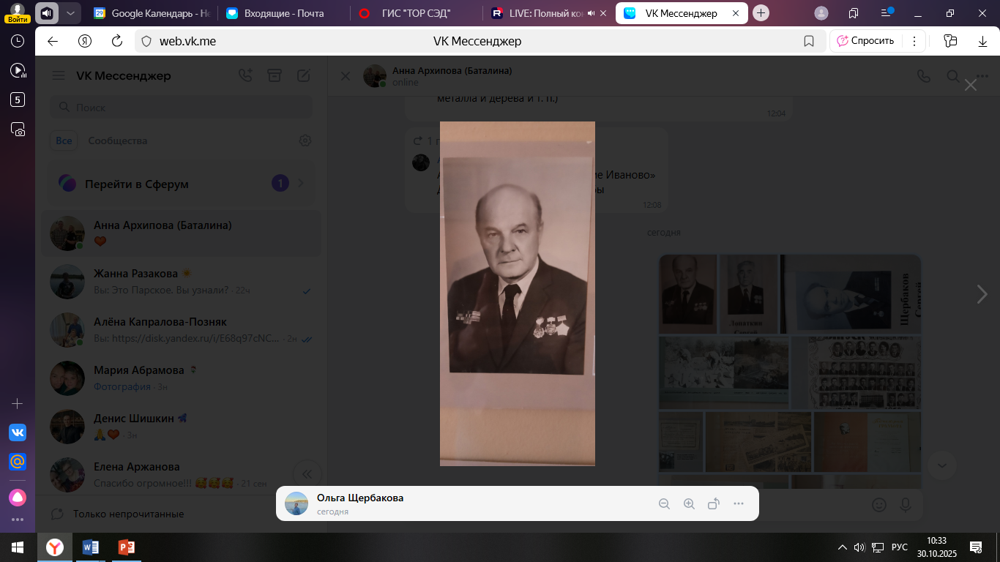 Войти
Google Календарь - Не
Входящие - Почта
ГИС "ТОР СЭД"
LIVE: Полный кон
VK Мессенджер
web.vk.me
VK Мессенджер
Спросить
5
VK Мессенджер
Поиск
Все
Сообщества
Перейти в Сферум
1
Анна Архипова (Баталина)
Жанна Разакова
Вы: Это Парское. Вы узнали? · 22ч
Алёна Капралова-Позняк
Вы: https://disk.yandex.ru/i/E68q97cNC... · 2н
Мария Абрамова
Фотография · 3н
Денис Шишкин
· 3н
Елена Аржанова
Спасибо огромное!!! · 21 сен
Только непрочитанные
Анна Архипова (Баталина)
online
металла и дерева и т. п.)
12:04
Иваново»
12:08
сегодня
Лопаткин
Сергей
Щербаков
Сергей
Ольга Щербакова
сегодня
РУС
10:33
30.10.2025